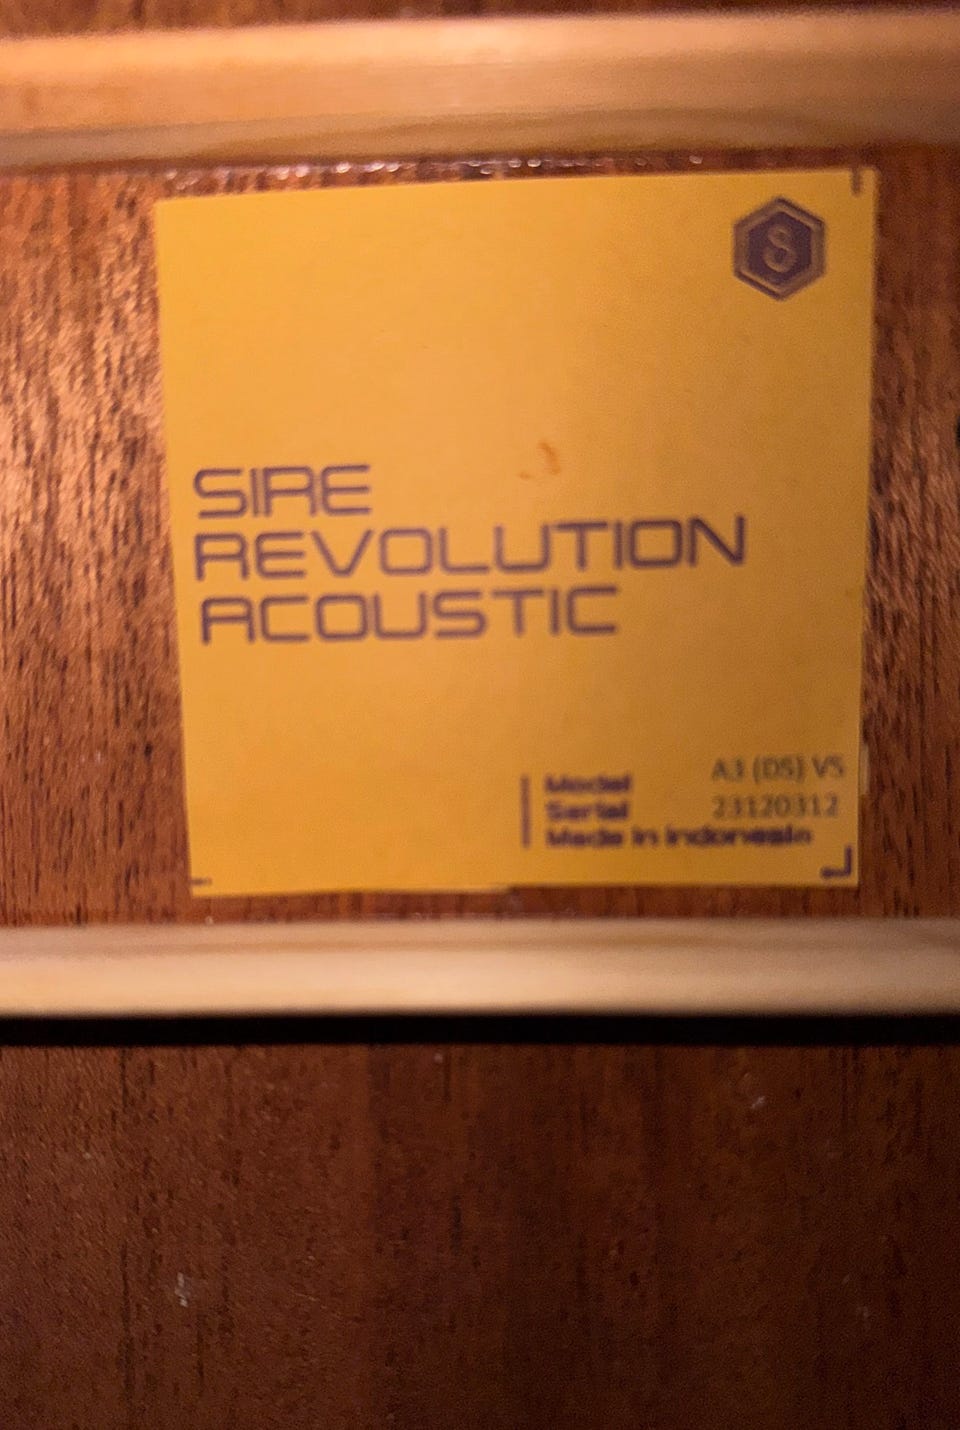 S
SIRE
REVOLUTION
ACOUSTIC
Model A3 (DS) VS
Serial 23120312
Made in Indonesia